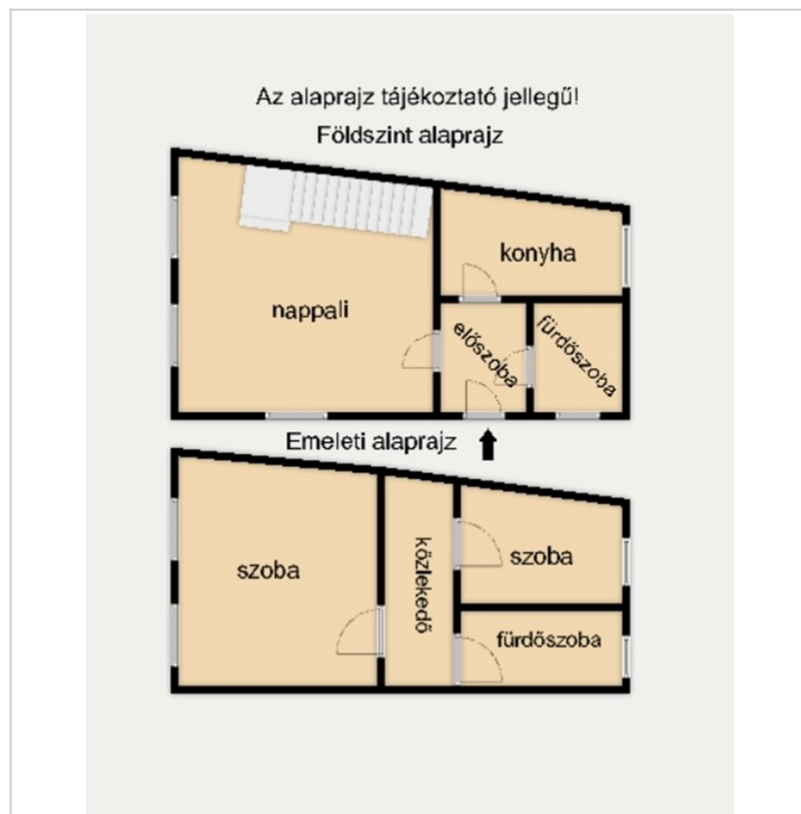 Az alaprajz tájékoztató jellegű!
Földszint alaprajz
konyha
nappali
előszoba
fürdőszoba
Emeleti alaprajz
szoba
közlekedő
szoba
fürdőszoba